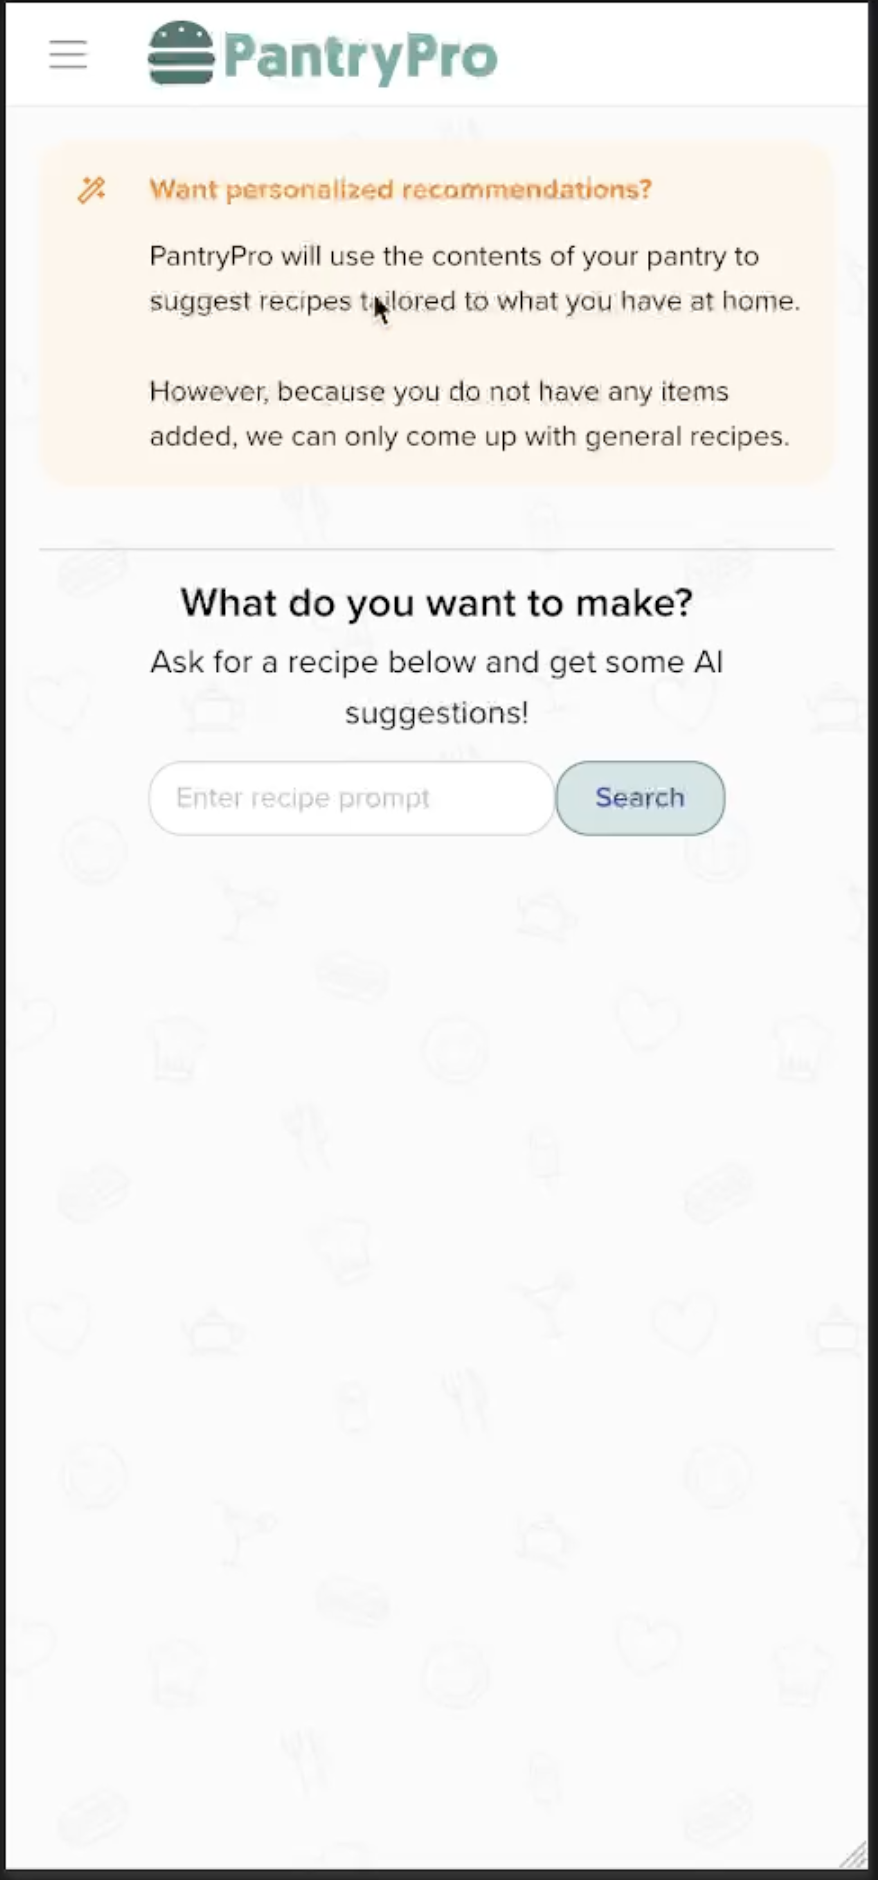 PantryPro
Want personalized recommendations?
PantryPro will use the contents of your pantry to
suggest recipes tailored to what you have at home.
However, because you do not have any items
added, we can only come up with general recipes.
What do you want to make?
Ask for a recipe below and get some AI
suggestions!
Enter recipe prompt
Search